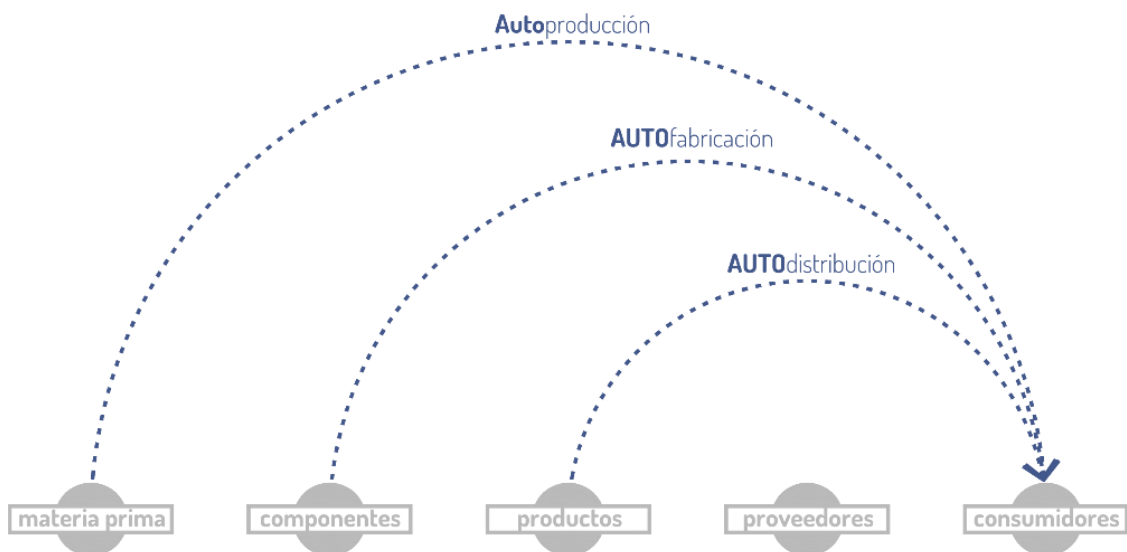 Autoproducción
AUTOfabricación
AUTOdistribución
materia prima
componentes
productos
proveedores
consumidores